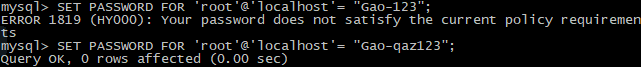 mysql> SET PASSWORD FOR 'root'@'localhost'= "Gao-123";
ERROR 1819 (HY000): Your password does not satisfy the current policy requiremen
ts
mysql> SET PASSWORD FOR 'root'@'localhost'= "Gao-qaz123";
Query OK, 0 rows affected (0.00 sec)